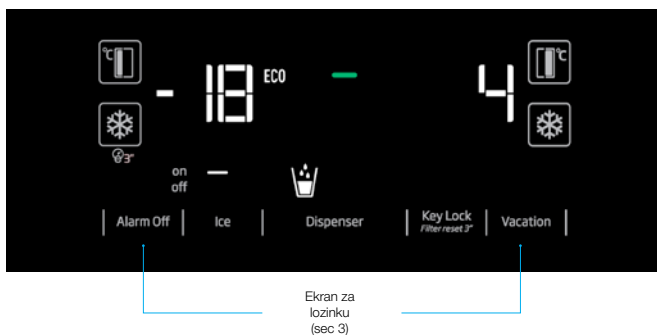 °C
°C
-18 ECO
4
3"
on
off
Alarm Off
Ice
Dispenser
Key Lock
Filter reset 3"
Vacation
Ekran za
lozinku
(sec 3)